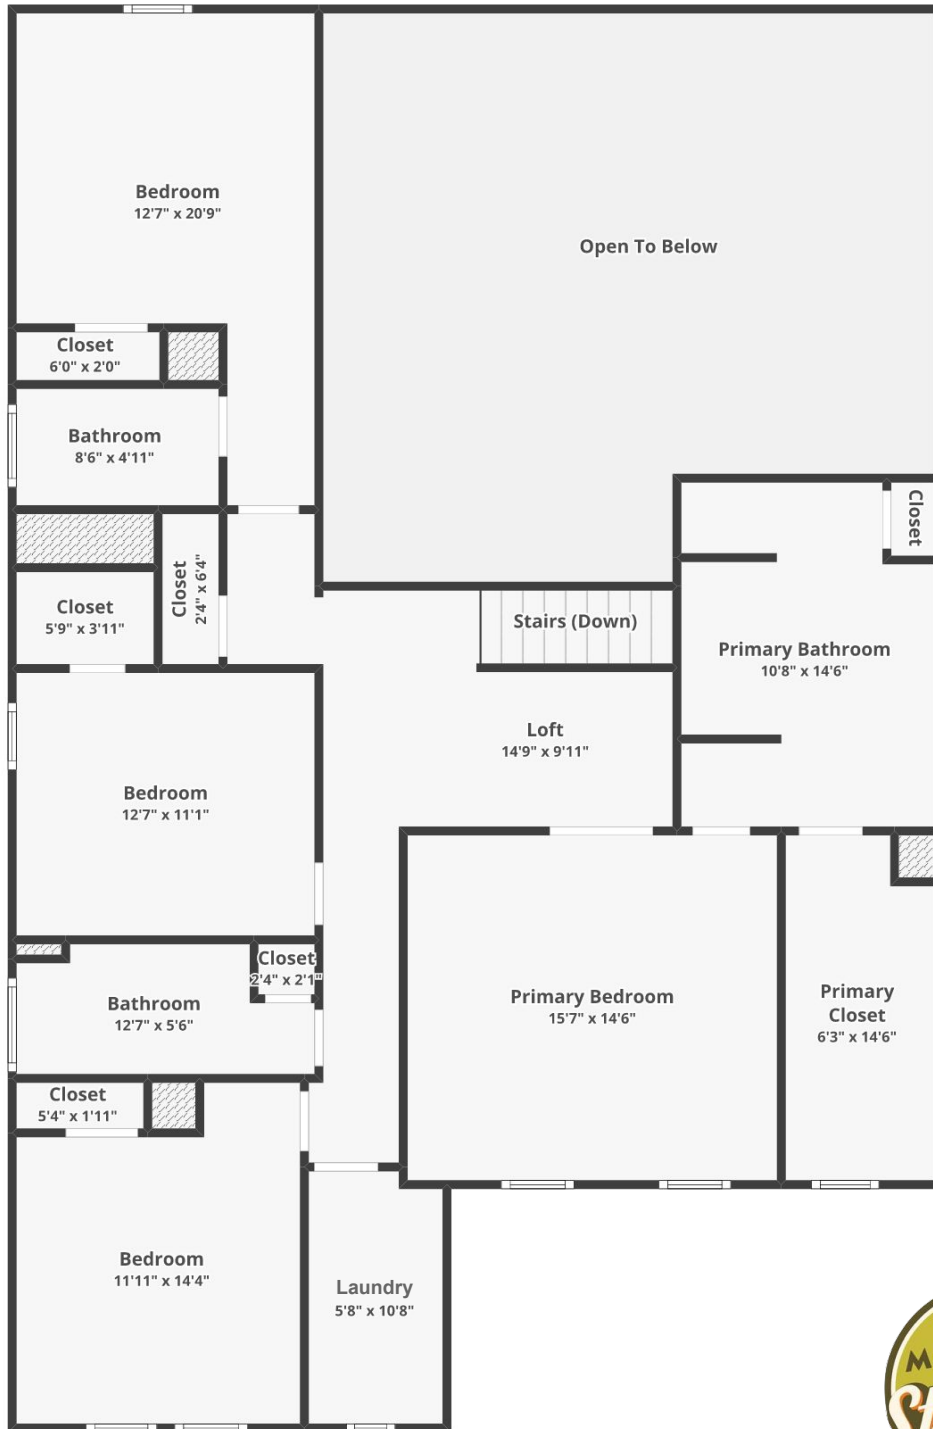 Bedroom
12'7" x 20'9"
Open To Below
Closet
6'0" x 2'0"
Bathroom
8'6" x 4'11"
Closet
Closet
2'4" x 6'4"
Closet
5'9" x 3'11"
Stairs (Down)
Primary Bathroom
10'8" x 14'6"
Loft
14'9" x 9'11"
Bedroom
12'7" x 11'1"
Closet
2'4" x 2'1"
Bathroom
12'7" x 5'6"
Primary Bedroom
15'7" x 14'6"
Primary
Closet
6'3" x 14'6"
Closet
5'4" x 1'11"
Bedroom
11'11" x 14'4"
Laundry
5'8" x 10'8"